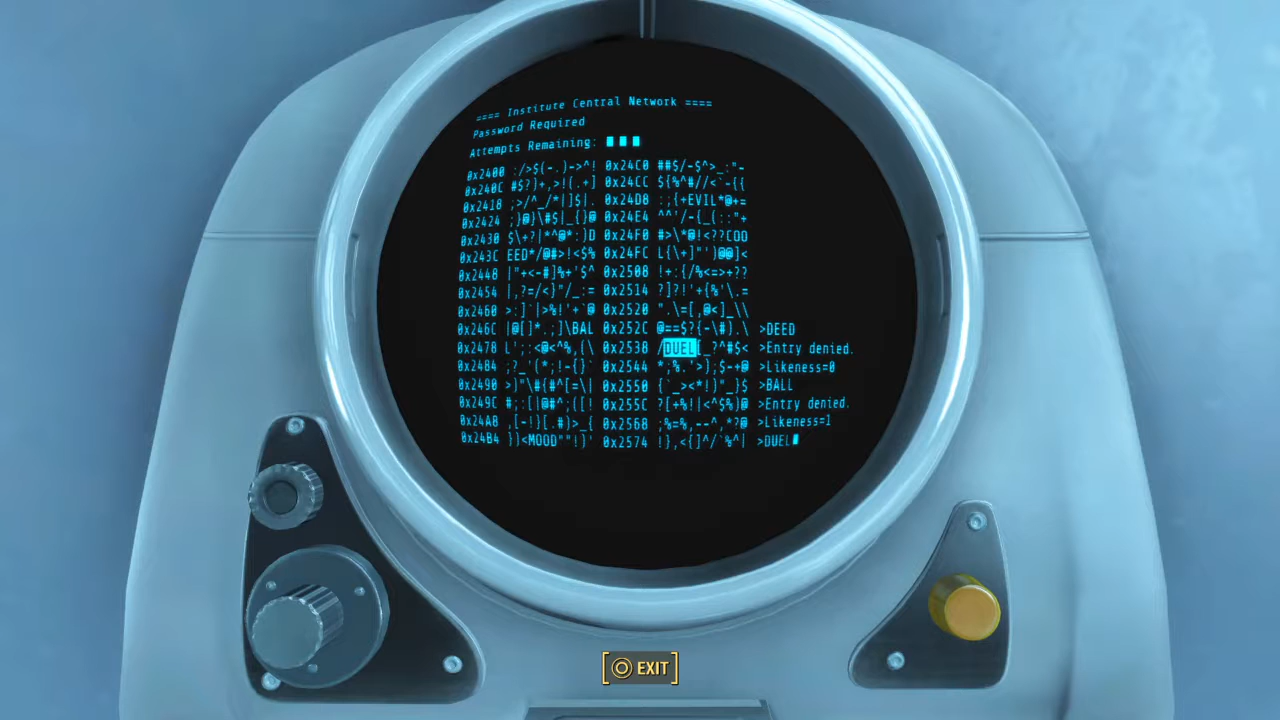 ==== Institute Central Network ====
Password Required
Attempts Remaining: ■ ■ ■
0x2400 :/>$(-.)->^! 0x24C0 ##$/-$^>_:"-
0x240C #$?)+,>!(.+] 0x24CC ${%^#//<`-{{
0x2418 ;>/^_/*|]$|. 0x24D8 :;{+EVIL*@+=
0x2424 ;}@}\#$|_{}@ 0x24E4 ^^'/-{_(::"+
0x2430 $\+?|*^@*:)D 0x24F0 #>\*@!<??COO
0x243C EED*/@#>!<$% 0x24FC L{\+]"')@@]<
0x2448 |"+<-#]%+'$^ 0x2508 !+:{/%<=>+??
0x2454 |,?=/<}"/_:= 0x2514 ?]?!'+{%'\.=
0x2460 >:]`|>%!'+`@ 0x2520 ".\=[,@<]_\\
0x246C |@[]*.;]\BAL 0x252C @==$?{-\#).\ >DEED
0x2478 L';:<@<^%,(\ 0x2538 /DUEL[_?^#$< >Entry denied.
0x2484 ;?_'(*;!-{}` 0x2544 *;%.'>);$-+@ >Likeness=0
0x2490 >)"\#{#^[=\| 0x2550 {`_><*!)"_}$ >BALL
0x249C #;:[|@#^;([! 0x255C ?[+%!|<^$%)@ >Entry denied.
0x24A8 ,[-!)[.#)>_{ 0x2568 ;%=%,--^,*?@ >Likeness=1
0x24B4 })<MOOD""!)' 0x2574 !},<{]^/`%^| >DUEL■
EXIT